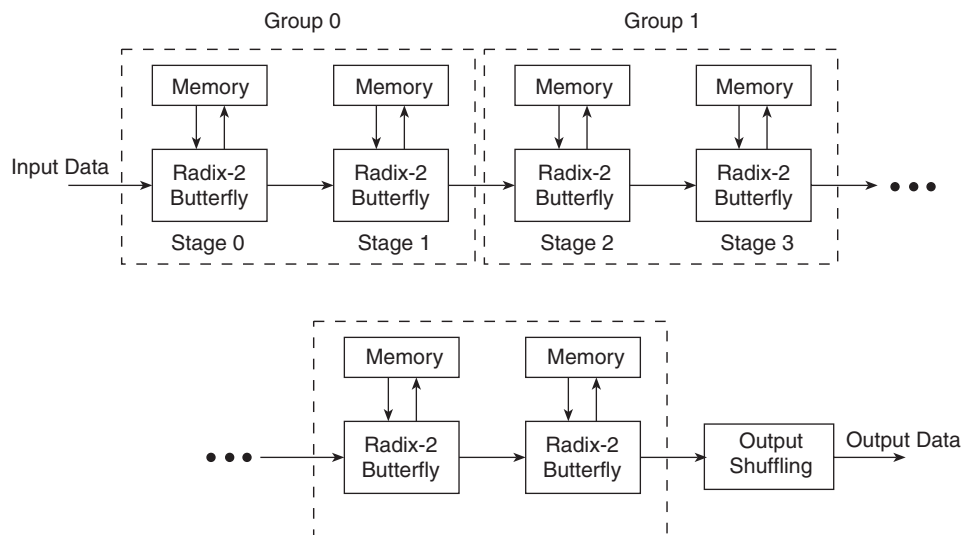 Group 0
Group 1
Memory
Memory
Memory
Memory
Input Data
Radix-2
Butterfly
Radix-2
Butterfly
Radix-2
Butterfly
Radix-2
Butterfly
Stage 0
Stage 1
Stage 2
Stage 3
Memory
Memory
Radix-2
Butterfly
Radix-2
Butterfly
Output
Shuffling
Output Data